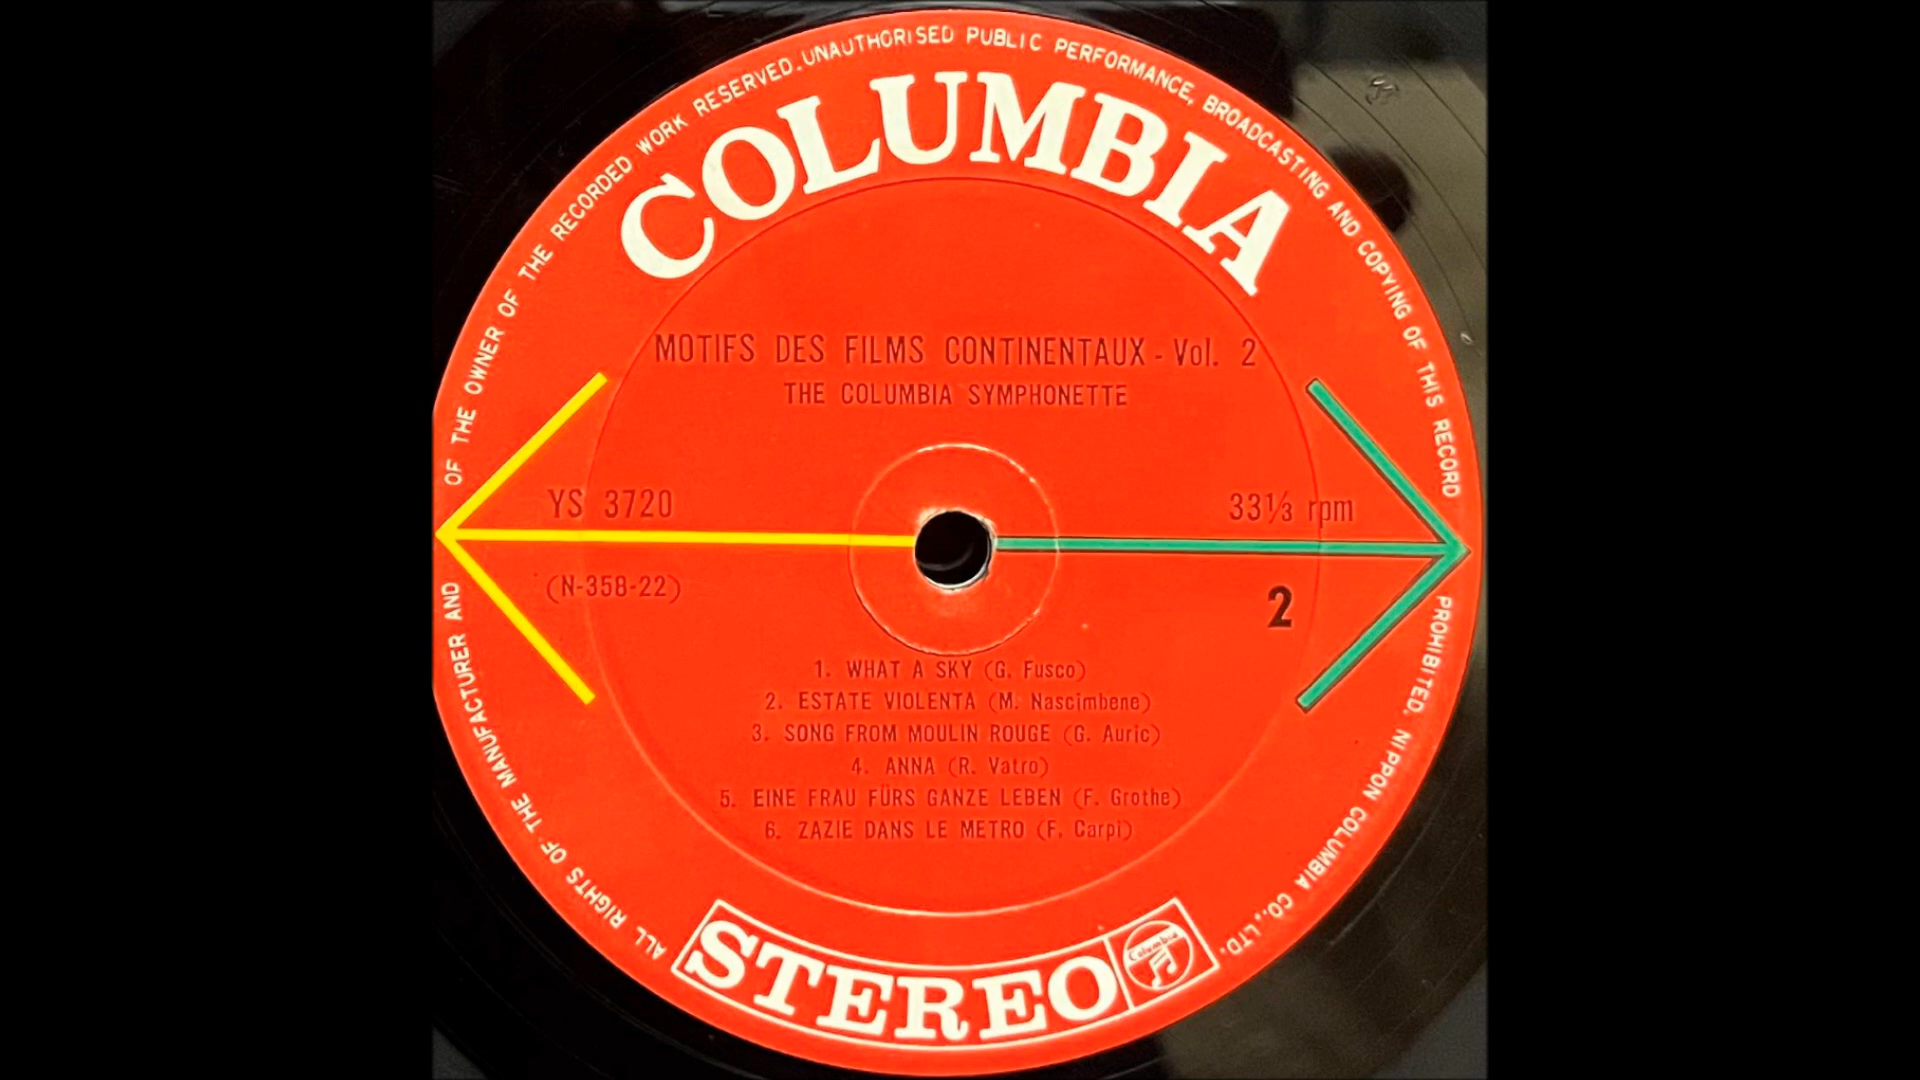 ALL RIGHTS OF THE MANUFACTURER AND OF THE OWNER OF THE RECORDED WORK RESERVED. UNAUTHORISED PUBLIC PERFORMANCE, BROADCASTING AND COPYING OF THIS RECORD PROHIBITED. NIPPON COLUMBIA CO., LTD.
COLUMBIA
MOTIFS DES FILMS CONTINENTAUX - Vol. 2
THE COLUMBIA SYMPHONETTE
YS 3720
33⅓ rpm
(N-358-22)
2
1. WHAT A SKY (G. Fusco)
2. ESTATE VIOLENTA (M. Nascimbene)
3. SONG FROM MOULIN ROUGE (G. Auric)
4. ANNA (R. Vatro)
5. EINE FRAU FÜRS GANZE LEBEN (F. Grothe)
6. ZAZIE DANS LE METRO (F. Carpi)
STEREO
Columbia